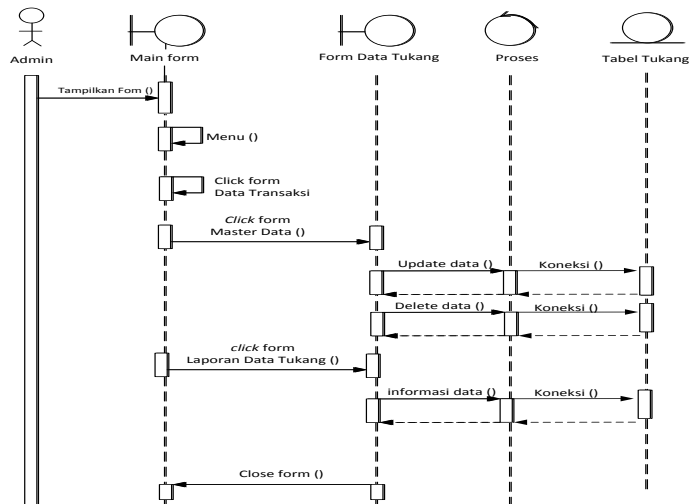 Admin
Main form
Form Data Tukang
Proses
Tabel Tukang
Tampilkan Fom ()
Menu ()
Click form
Data Transaksi
Click form
Master Data ()
Update data ()
Koneksi ()
Delete data ()
Koneksi ()
click form
Laporan Data Tukang ()
informasi data ()
Koneksi ()
Close form ()